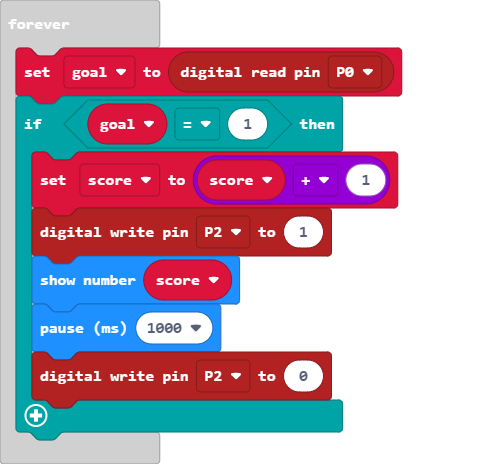 forever
set goal to digital read pin P0
if goal = 1 then
set score to score + 1
digital write pin P2 to 1
show number score
pause (ms) 1000
digital write pin P2 to 0